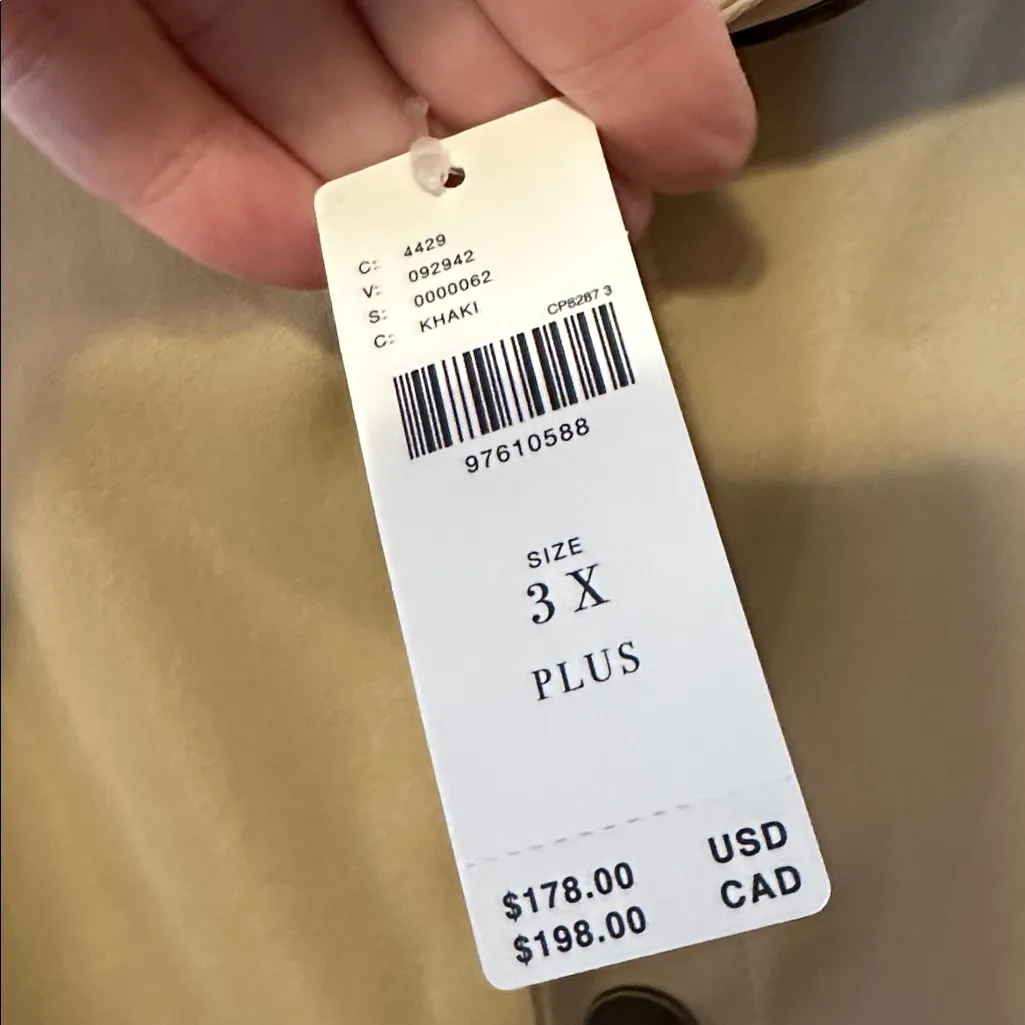 C: 4429
V: 092942
S: 0000062
C: KHAKI
CP8287 3
97610588
SIZE
3 X
PLUS
$178.00 USD
$198.00 CAD